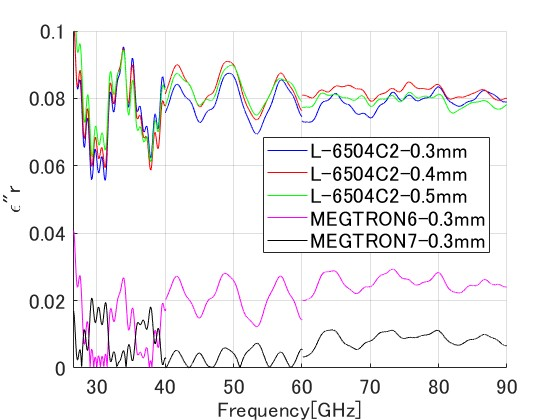 0.1
0.08
0.06
0.04
0.02
0
ε″r
L-6504C2-0.3mm
L-6504C2-0.4mm
L-6504C2-0.5mm
MEGTRON6-0.3mm
MEGTRON7-0.3mm
30 40 50 60 70 80 90
Frequency[GHz]